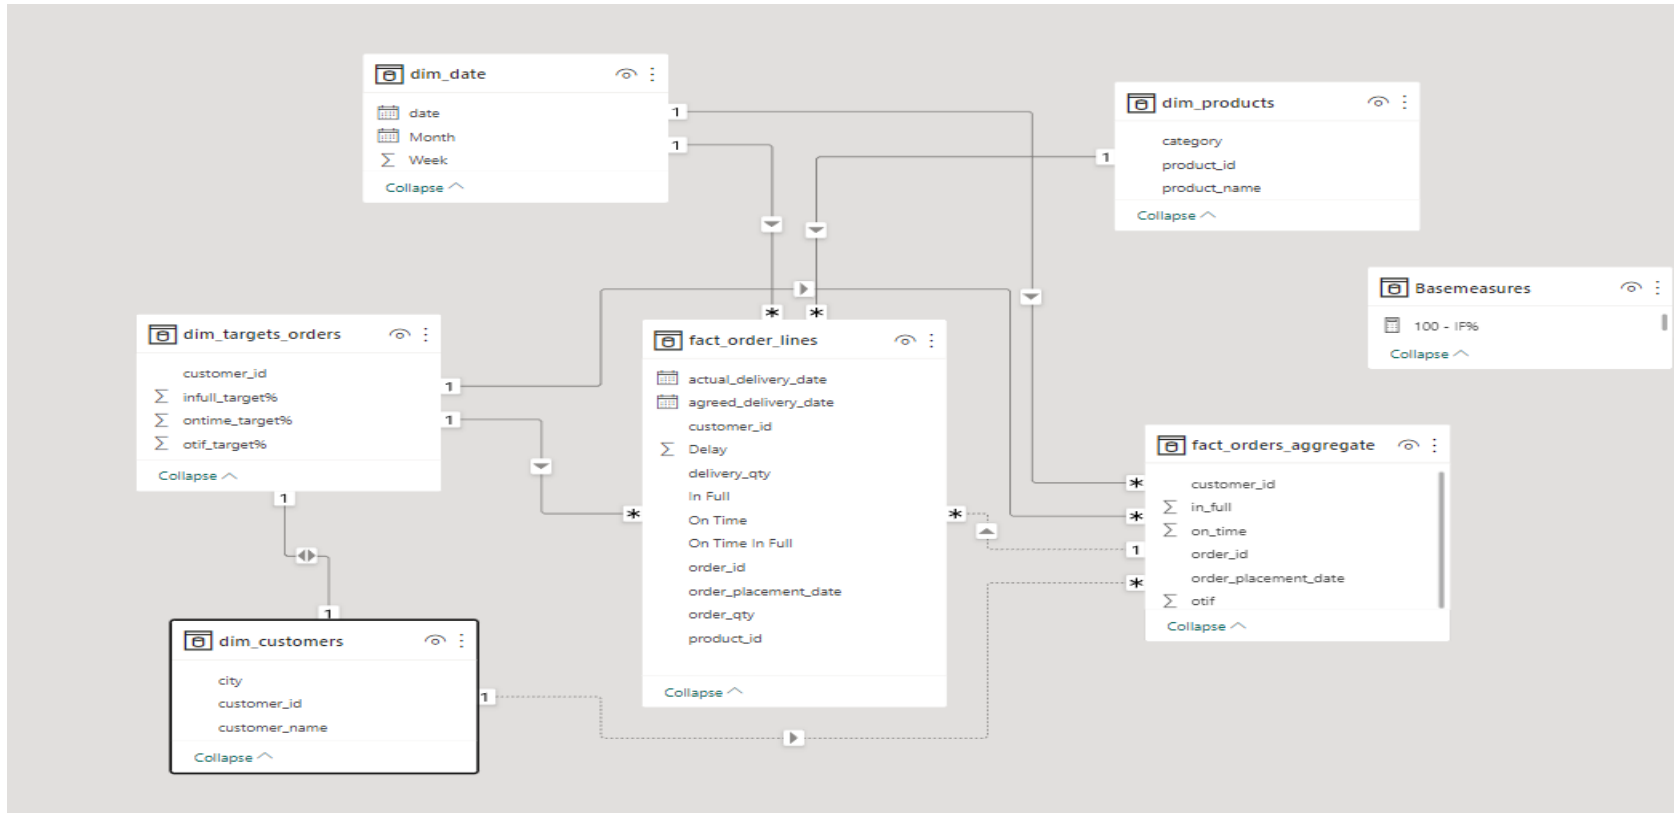 dim_date
date
Month
Week
Collapse
1
1
dim_products
category
product_id
product_name
Collapse
1
Basemeasures
100 - IF%
Collapse
dim_targets_orders
customer_id
infull_target%
ontime_target%
otif_target%
Collapse
1
1
1
* *
fact_order_lines
actual_delivery_date
agreed_delivery_date
customer_id
Delay
delivery_qty
In Full
On Time
On Time In Full
order_id
order_placement_date
order_qty
product_id
Collapse
*
*
fact_orders_aggregate
customer_id
in_full
on_time
order_id
order_placement_date
otif
Collapse
*
*
1
*
1
dim_customers
city
customer_id
customer_name
Collapse
1